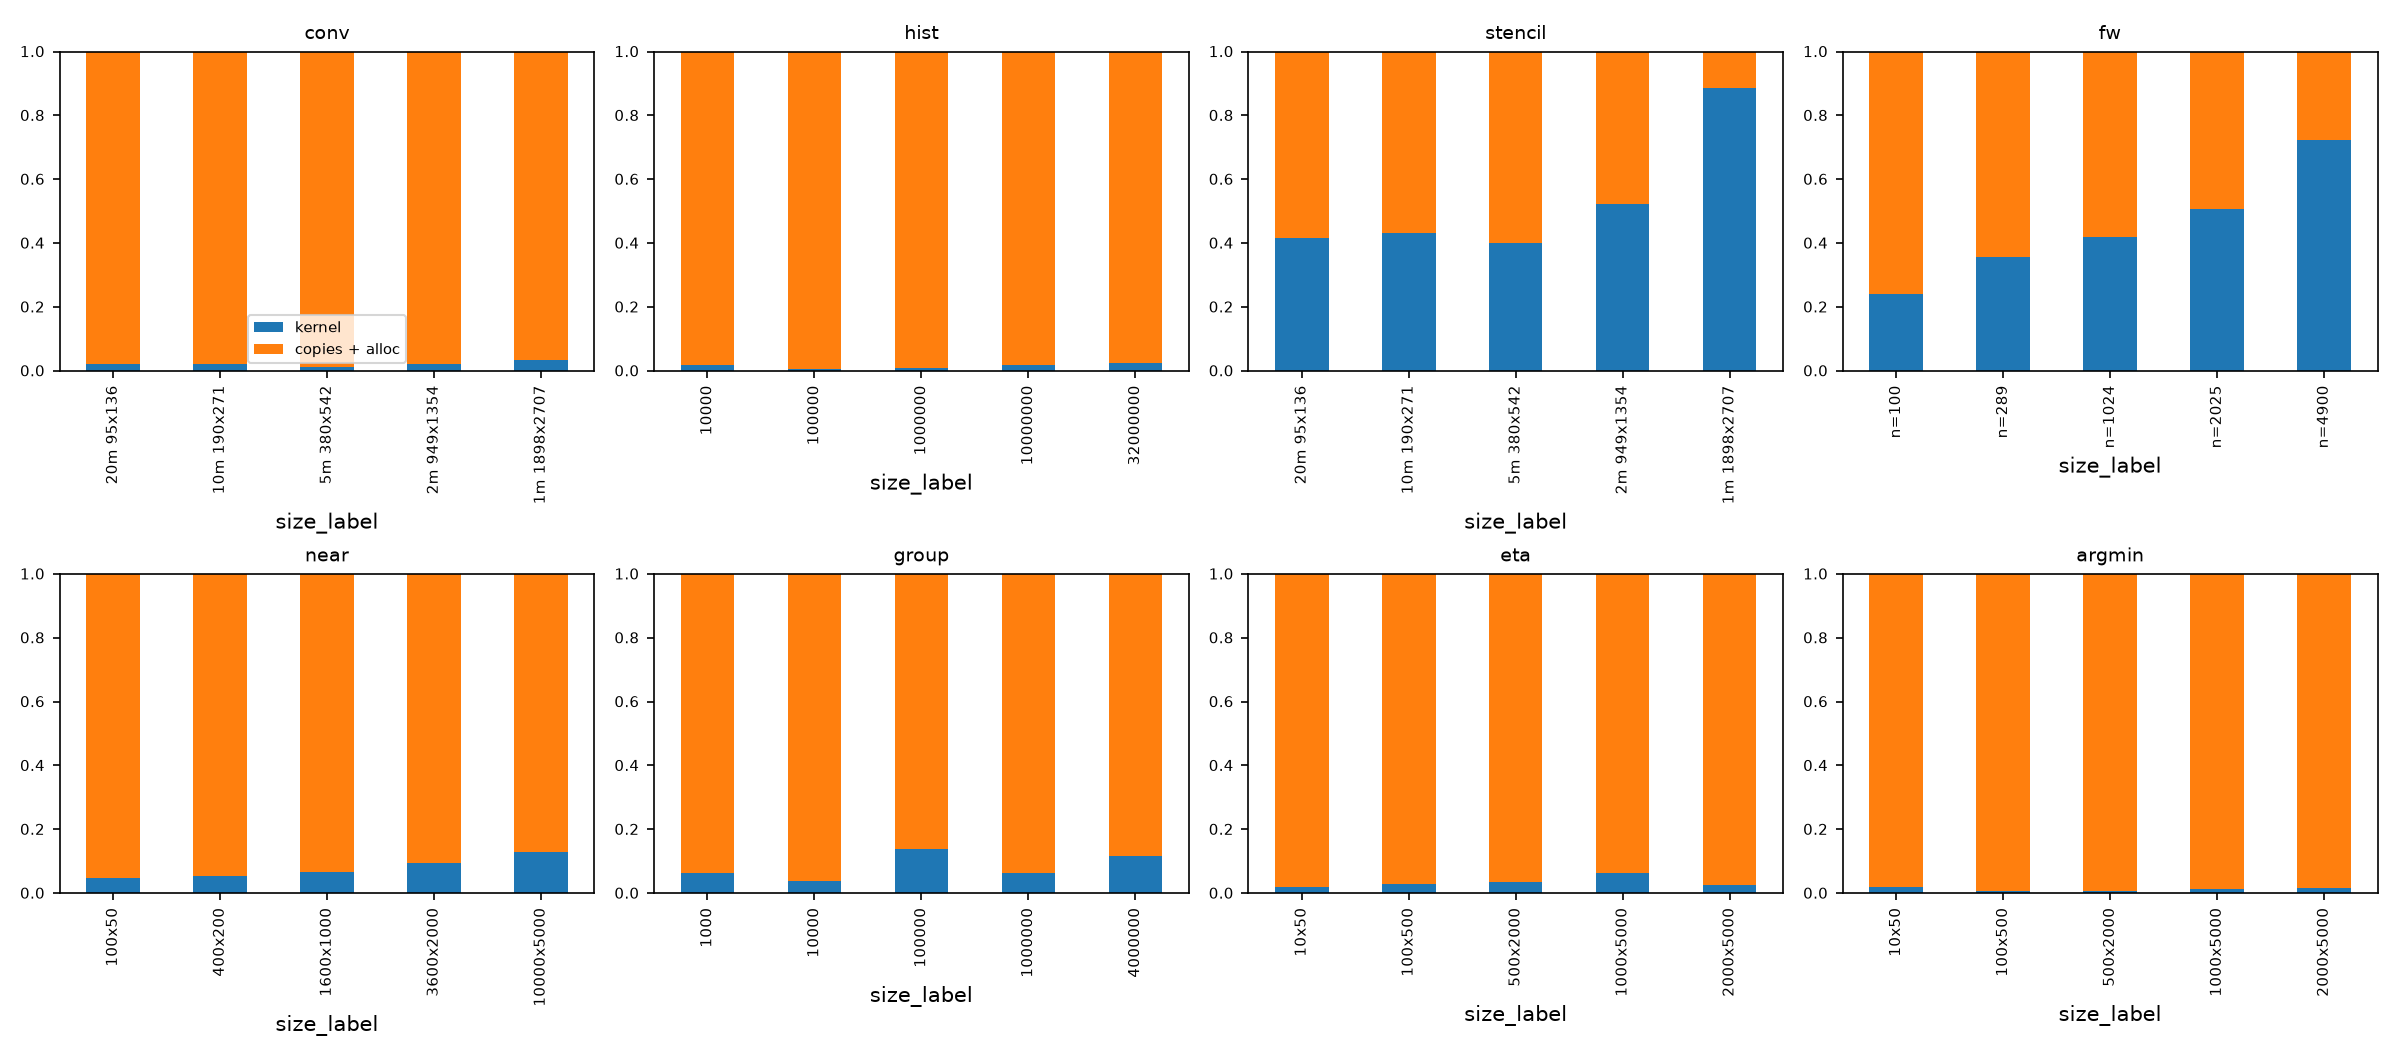 conv
1.0
0.8
0.6
0.4
0.2
0.0
kernel
copies + alloc
20m 95x136
10m 190x271
5m 380x542
2m 949x1354
1m 1898x2707
size_label
hist
1.0
0.8
0.6
0.4
0.2
0.0
10000
100000
1000000
10000000
32000000
size_label
stencil
1.0
0.8
0.6
0.4
0.2
0.0
20m 95x136
10m 190x271
5m 380x542
2m 949x1354
1m 1898x2707
size_label
fw
1.0
0.8
0.6
0.4
0.2
0.0
n=100
n=289
n=1024
n=2025
n=4900
size_label
near
1.0
0.8
0.6
0.4
0.2
0.0
100x50
400x200
1600x1000
3600x2000
10000x5000
size_label
group
1.0
0.8
0.6
0.4
0.2
0.0
1000
10000
100000
1000000
4000000
size_label
eta
1.0
0.8
0.6
0.4
0.2
0.0
10x50
100x500
500x2000
1000x5000
2000x5000
size_label
argmin
1.0
0.8
0.6
0.4
0.2
0.0
10x50
100x500
500x2000
1000x5000
2000x5000
size_label